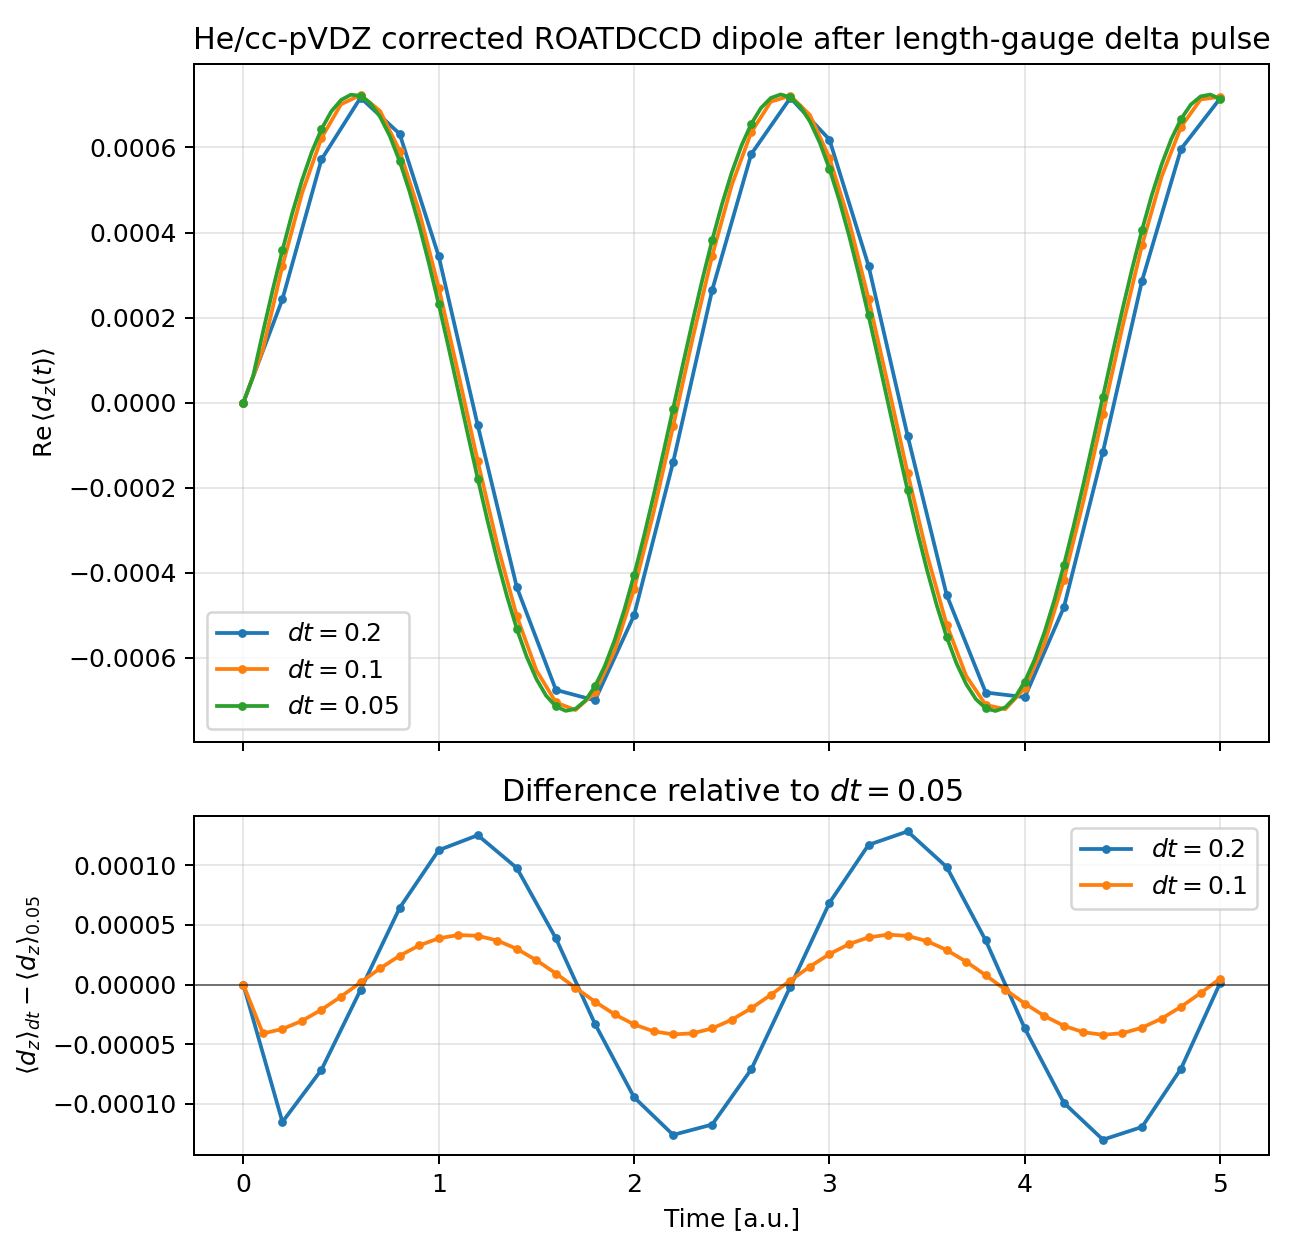 He/cc-pVDZ corrected ROATDCCD dipole after length-gauge delta pulse
Re ⟨d_z(t)⟩
0.0006
0.0004
0.0002
0.0000
−0.0002
−0.0004
−0.0006
dt = 0.2
dt = 0.1
dt = 0.05
Difference relative to dt = 0.05
⟨d_z⟩_dt − ⟨d_z⟩_0.05
0.00010
0.00005
0.00000
−0.00005
−0.00010
dt = 0.2
dt = 0.1
0 1 2 3 4 5
Time [a.u.]